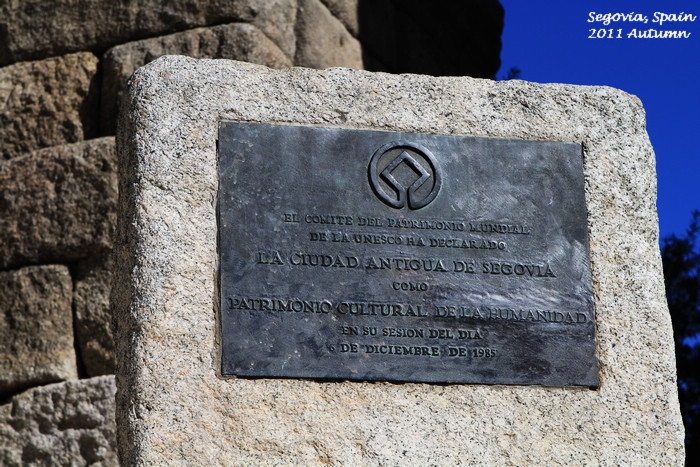 Segovia, Spain
2011 Autumn
EL COMITE DEL PATRIMONIO MUNDIAL
DE LA UNESCO HA DECLARADO
LA CIUDAD ANTIGUA DE SEGOVIA
COMO
PATRIMONIO CULTURAL DE LA HUMANIDAD
EN SU SESION DEL DIA
6 DE DICIEMBRE DE 1985